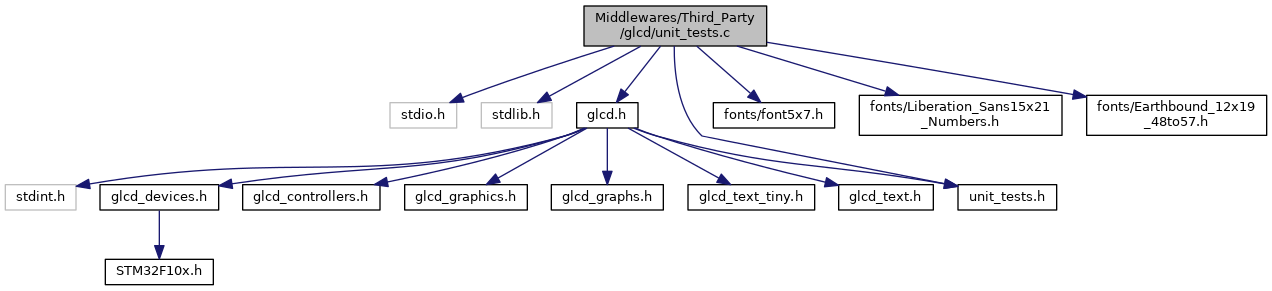 Middlewares/Third_Party
/glcd/unit_tests.c
stdio.h
stdlib.h
glcd.h
fonts/font5x7.h
fonts/Liberation_Sans15x21
_Numbers.h
fonts/Earthbound_12x19
_48to57.h
stdint.h
glcd_devices.h
glcd_controllers.h
glcd_graphics.h
glcd_graphs.h
glcd_text_tiny.h
glcd_text.h
unit_tests.h
STM32F10x.h